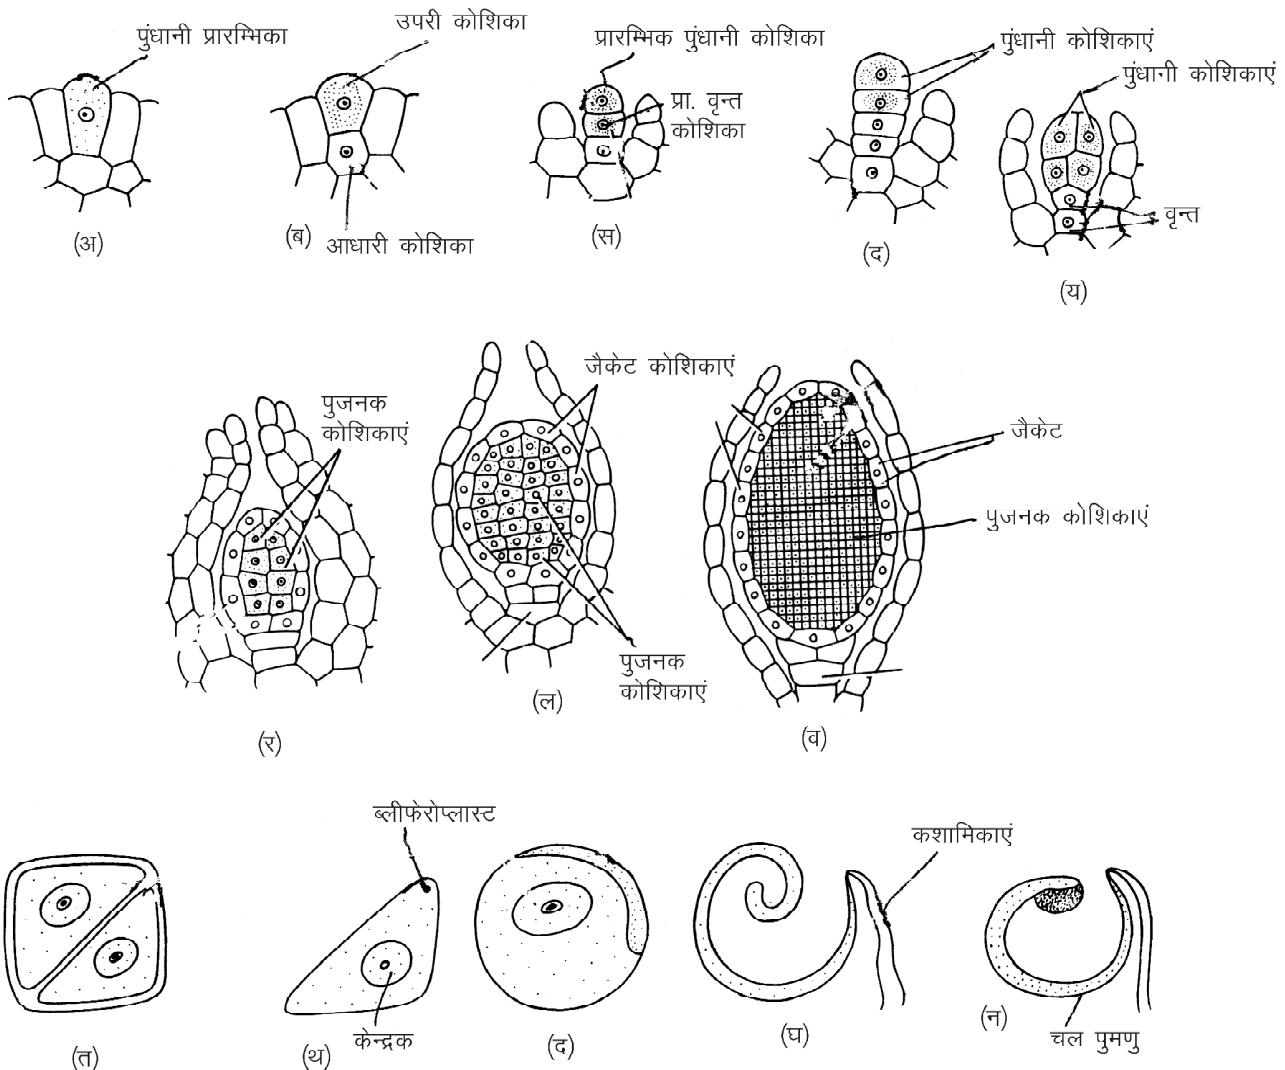 पुंधानी प्रारम्भिका
उपरी कोशिका
प्रारम्भिक पुंधानी कोशिका
पुंधानी कोशिकाएं
पुंधानी कोशिकाएं
प्रा. वृन्त
कोशिका
वृन्त
(अ)
(ब)
आधारी कोशिका
(स)
(द)
(य)
जैकेट कोशिकाएं
पुजनक
कोशिकाएं
जैकेट
पुजनक कोशिकाएं
पुजनक
कोशिकाएं
(र)
(ल)
(व)
ब्लीफेरोप्लास्ट
कशामिकाएं
(त)
(थ)
केन्द्रक
(द)
(घ)
(न)
चल पुमणु